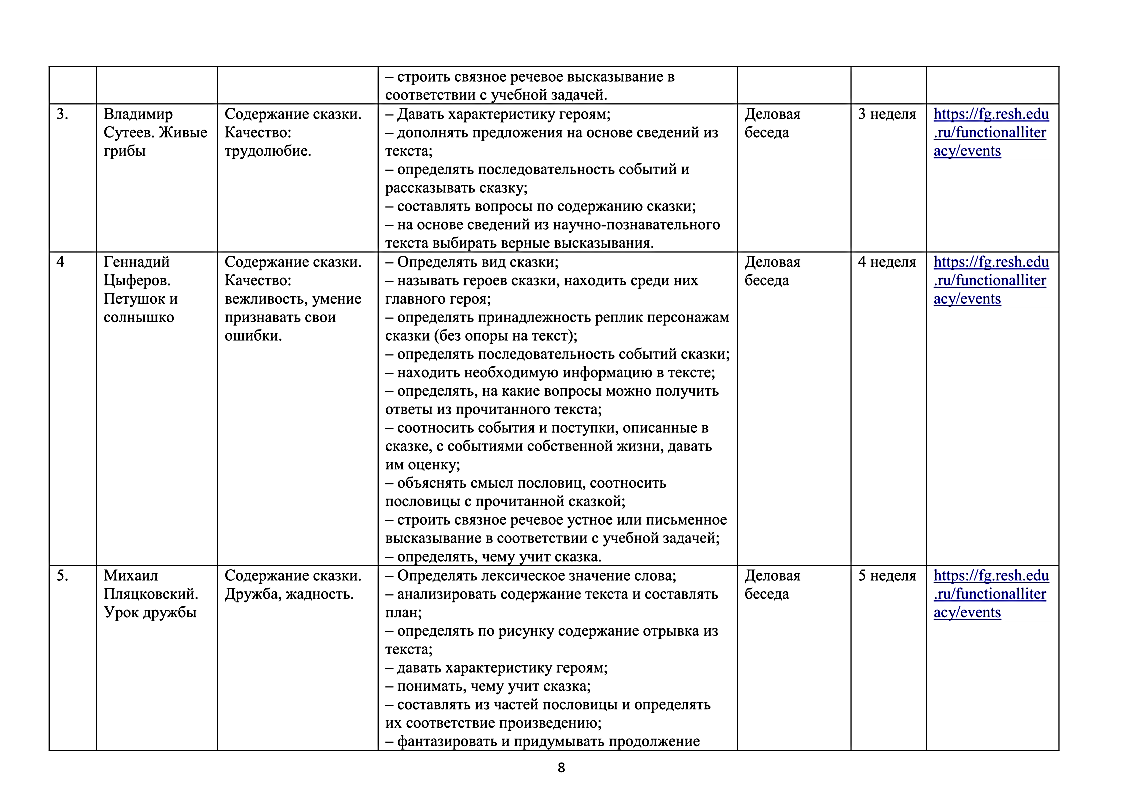 – строить связное речевое высказывание в
соответствии с учебной задачей.
3.
Владимир
Сутеев. Живые
грибы
Содержание сказки.
Качество:
трудолюбие.
– Давать характеристику героям;
– дополнять предложения на основе сведений из
текста;
– определять последовательность событий и
рассказывать сказку;
– составлять вопросы по содержанию сказки;
– на основе сведений из научно-познавательного
текста выбирать верные высказывания.
Деловая
беседа
3 неделя
https://fg.resh.edu
.ru/functionalliter
acy/events
4
Геннадий
Цыферов.
Петушок и
солнышко
Содержание сказки.
Качество:
вежливость, умение
признавать свои
ошибки.
– Определять вид сказки;
– называть героев сказки, находить среди них
главного героя;
– определять принадлежность реплик персонажам
сказки (без опоры на текст);
– определять последовательность событий сказки;
– находить необходимую информацию в тексте;
– определять, на какие вопросы можно получить
ответы из прочитанного текста;
– соотносить события и поступки, описанные в
сказке, с событиями собственной жизни, давать
им оценку;
– объяснять смысл пословиц, соотносить
пословицы с прочитанной сказкой;
– строить связное речевое устное или письменное
высказывание в соответствии с учебной задачей;
– определять, чему учит сказка.
Деловая
беседа
4 неделя
https://fg.resh.edu
.ru/functionalliter
acy/events
5.
Михаил
Пляцковский.
Урок дружбы
Содержание сказки.
Дружба, жадность.
– Определять лексическое значение слова;
– анализировать содержание текста и составлять
план;
– определять по рисунку содержание отрывка из
текста;
– давать характеристику героям;
– понимать, чему учит сказка;
– составлять из частей пословицы и определять
их соответствие произведению;
– фантазировать и придумывать продолжение
Деловая
беседа
5 неделя
https://fg.resh.edu
.ru/functionalliter
acy/events
8